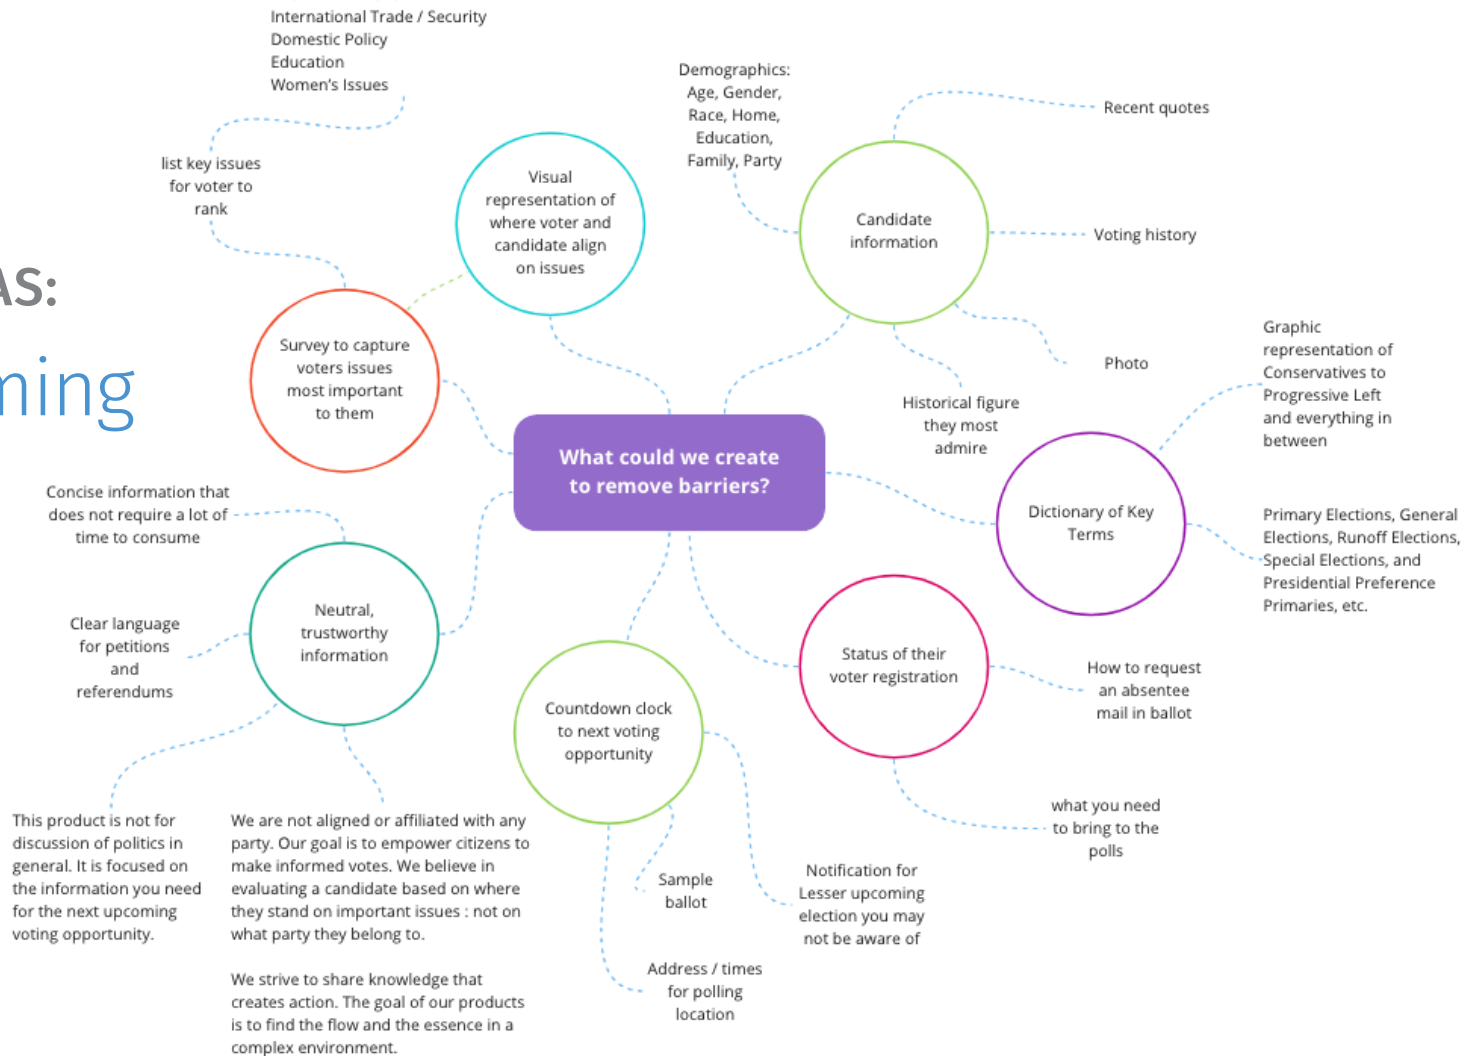 International Trade / Security
Domestic Policy
Education
Women's Issues
list key issues
for voter to
rank
Visual
representation of
where voter and
candidate align
on issues
Demographics:
Age, Gender,
Race, Home,
Education,
Family, Party
Candidate
information
Recent quotes
Voting history
Photo
Historical figure
they most
admire
AS:
ning
Survey to capture
voters issues
most important
to them
What could we create
to remove barriers?
Graphic
representation of
Conservatives to
Progressive Left
and everything in
between
Dictionary of Key
Terms
Primary Elections, General
Elections, Runoff Elections,
Special Elections, and
Presidential Preference
Primaries, etc.
Concise information that
does not require a lot of
time to consume
Neutral,
trustworthy
information
Clear language
for petitions
and
referendums
This product is not for
discussion of politics in
general. It is focused on
the information you need
for the next upcoming
voting opportunity.
We are not aligned or affiliated with any
party. Our goal is to empower citizens to
make informed votes. We believe in
evaluating a candidate based on where
they stand on important issues : not on
what party they belong to.
We strive to share knowledge that
creates action. The goal of our products
is to find the flow and the essence in a
complex environment.
Countdown clock
to next voting
opportunity
Sample
ballot
Address / times
for polling
location
Notification for
Lesser upcoming
election you may
not be aware of
Status of their
voter registration
How to request
an absentee
mail in ballot
what you need
to bring to the
polls